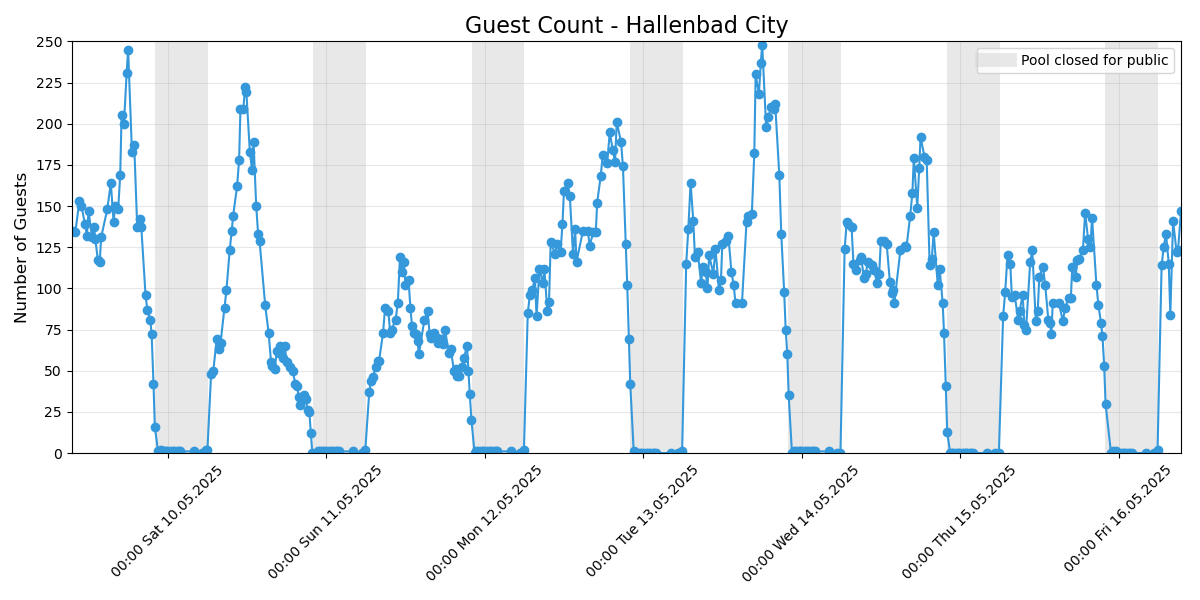 Guest Count - Hallenbad City
Pool closed for public
Number of Guests
250
225
200
175
150
125
100
75
50
25
0
00:00 Sat 10.05.2025
00:00 Sun 11.05.2025
00:00 Mon 12.05.2025
00:00 Tue 13.05.2025
00:00 Wed 14.05.2025
00:00 Thu 15.05.2025
00:00 Fri 16.05.2025